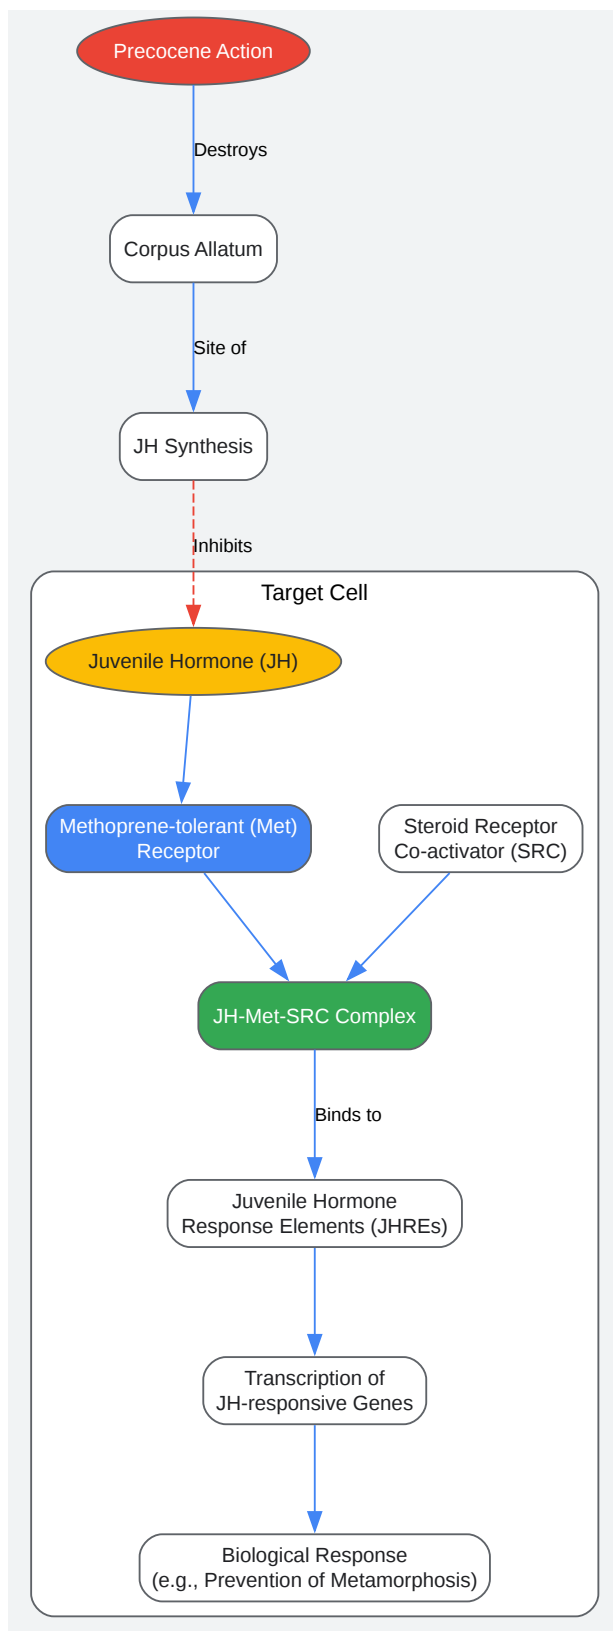 Precocene Action
Destroys
Corpus Allatum
Site of
JH Synthesis
Inhibits
Target Cell
Juvenile Hormone (JH)
Methoprene-tolerant (Met)
Receptor
Steroid Receptor
Co-activator (SRC)
JH-Met-SRC Complex
Binds to
Juvenile Hormone
Response Elements (JHREs)
Transcription of
JH-responsive Genes
Biological Response
(e.g., Prevention of Metamorphosis)